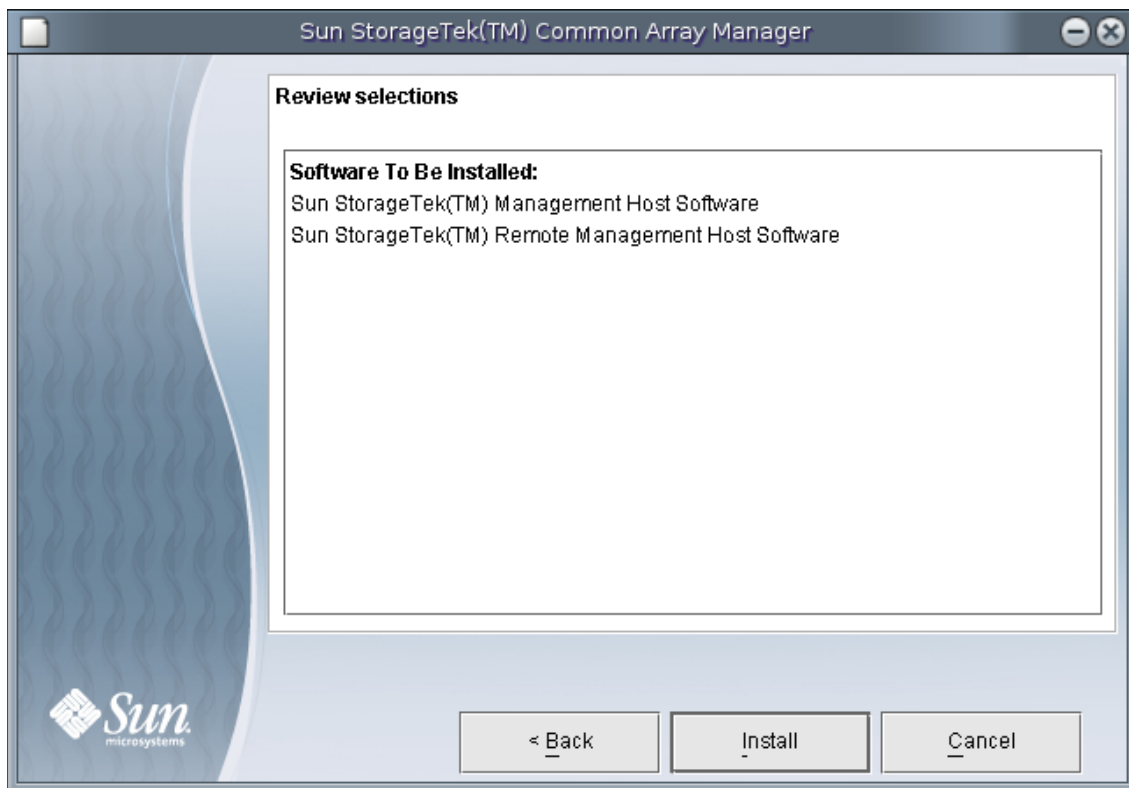 Sun StorageTek(TM) Common Array Manager
Review selections
Software To Be Installed:
Sun StorageTek(TM) Management Host Software
Sun StorageTek(TM) Remote Management Host Software
Sun
microsystems
< Back
Install
Cancel